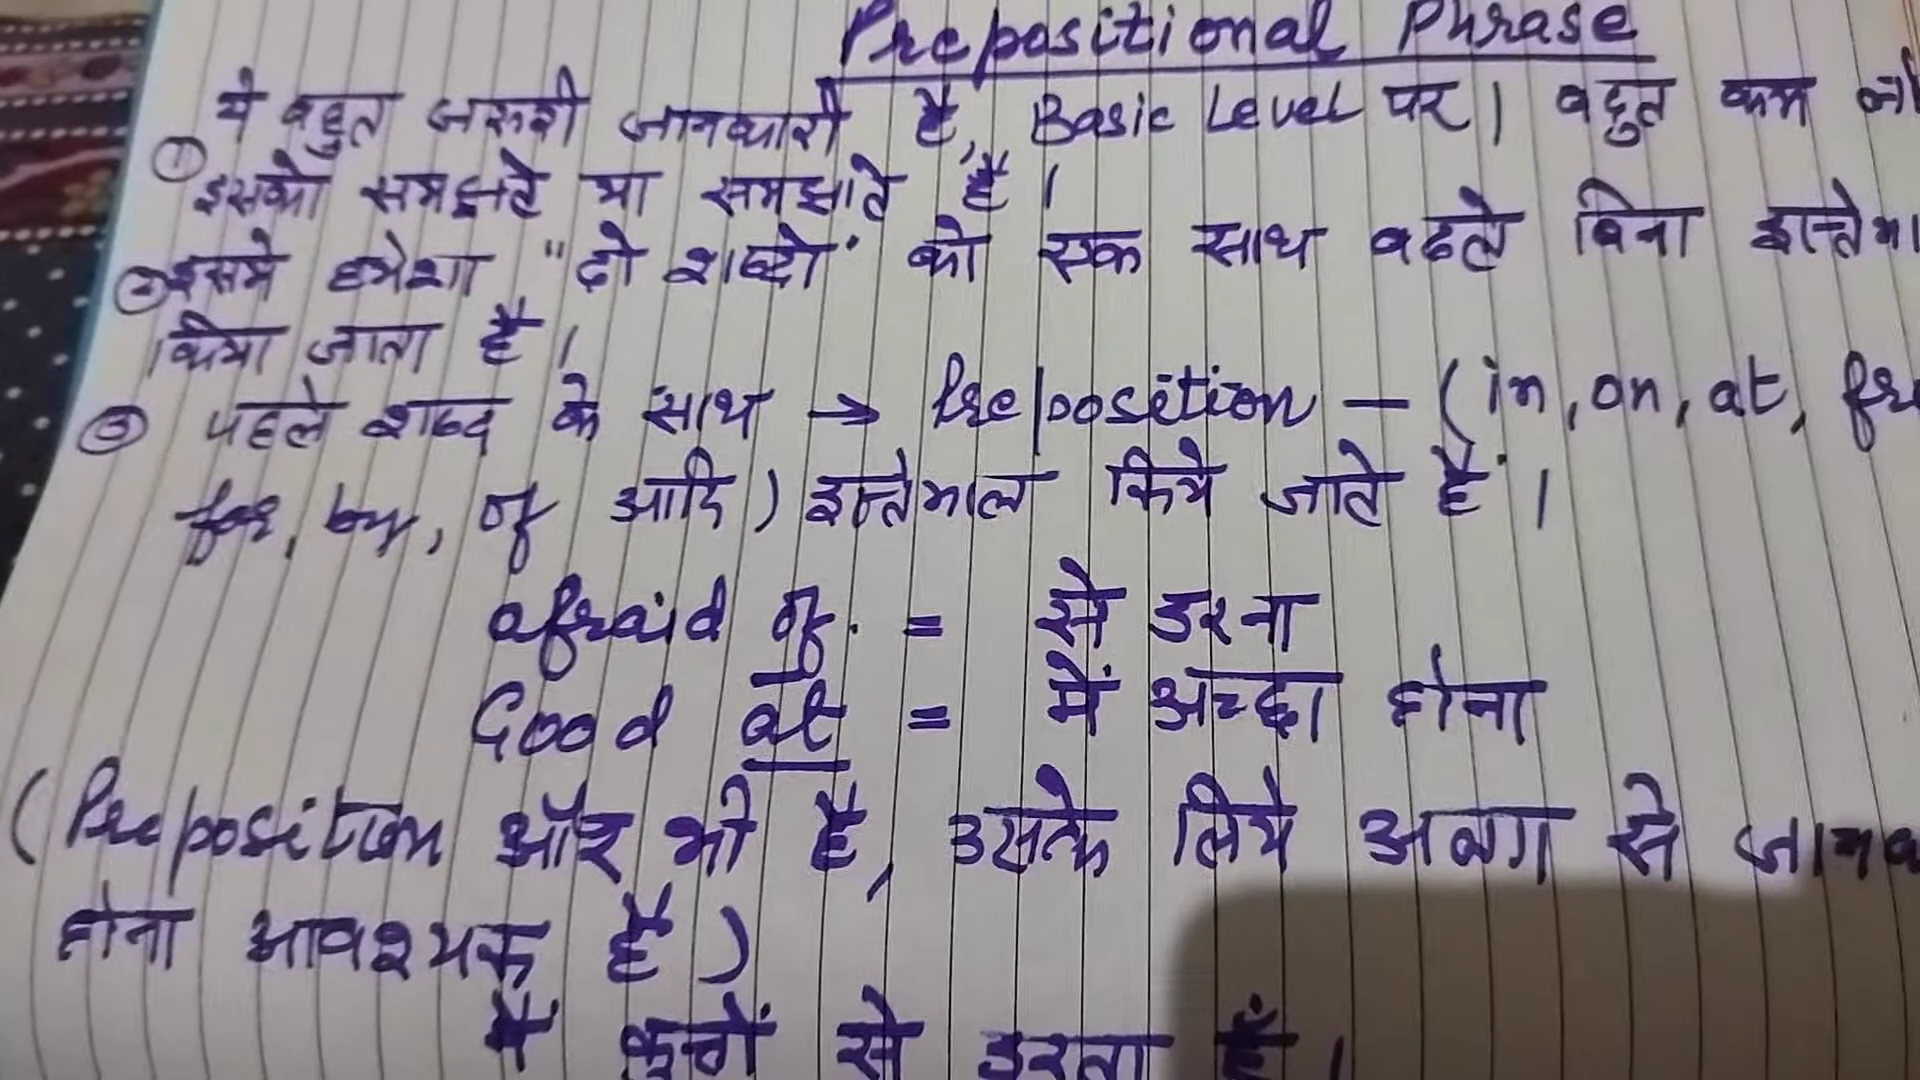 Prepositional Phrase
ये बहुत जरूरी जानकारी है, Basic Level पर। बहुत कम
① इसको समझते या समझाते है।
② इसमे हमेशा "दो शब्दो" को एक साथ बदले बिना
किया जाता है।
③ पहले शब्द के साथ → Preposition — (in, on, at,
for, by, of आदि) इस्तेमाल किये जाते हैं।
afraid of = से डरना
Good at = में अच्छा होना
(Preposition और भी है, उसके लिये अलग से
होना आवश्यक है)
मै कुत्तों से डरता हूँ।